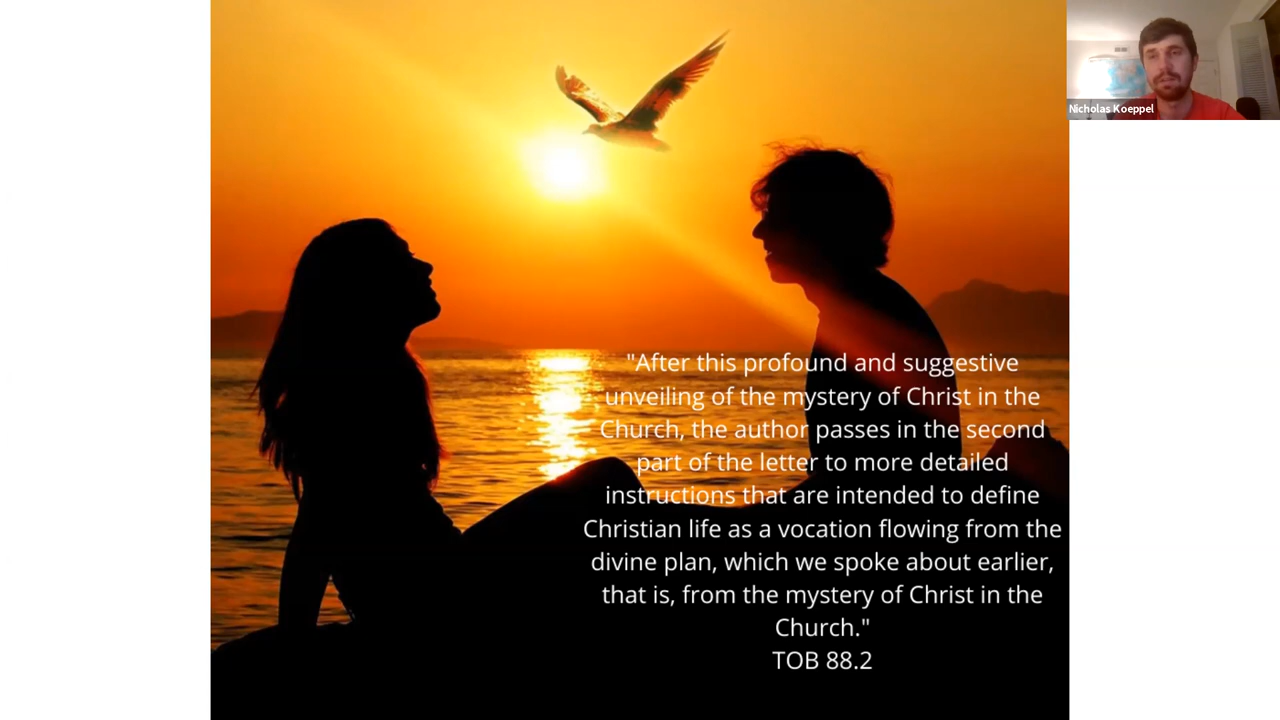 Nicholas Koeppel
"After this profound and suggestive
unveiling of the mystery of Christ in the
Church, the author passes in the second
part of the letter to more detailed
instructions that are intended to define
Christian life as a vocation flowing from the
divine plan, which we spoke about earlier,
that is, from the mystery of Christ in the
Church."
TOB 88.2